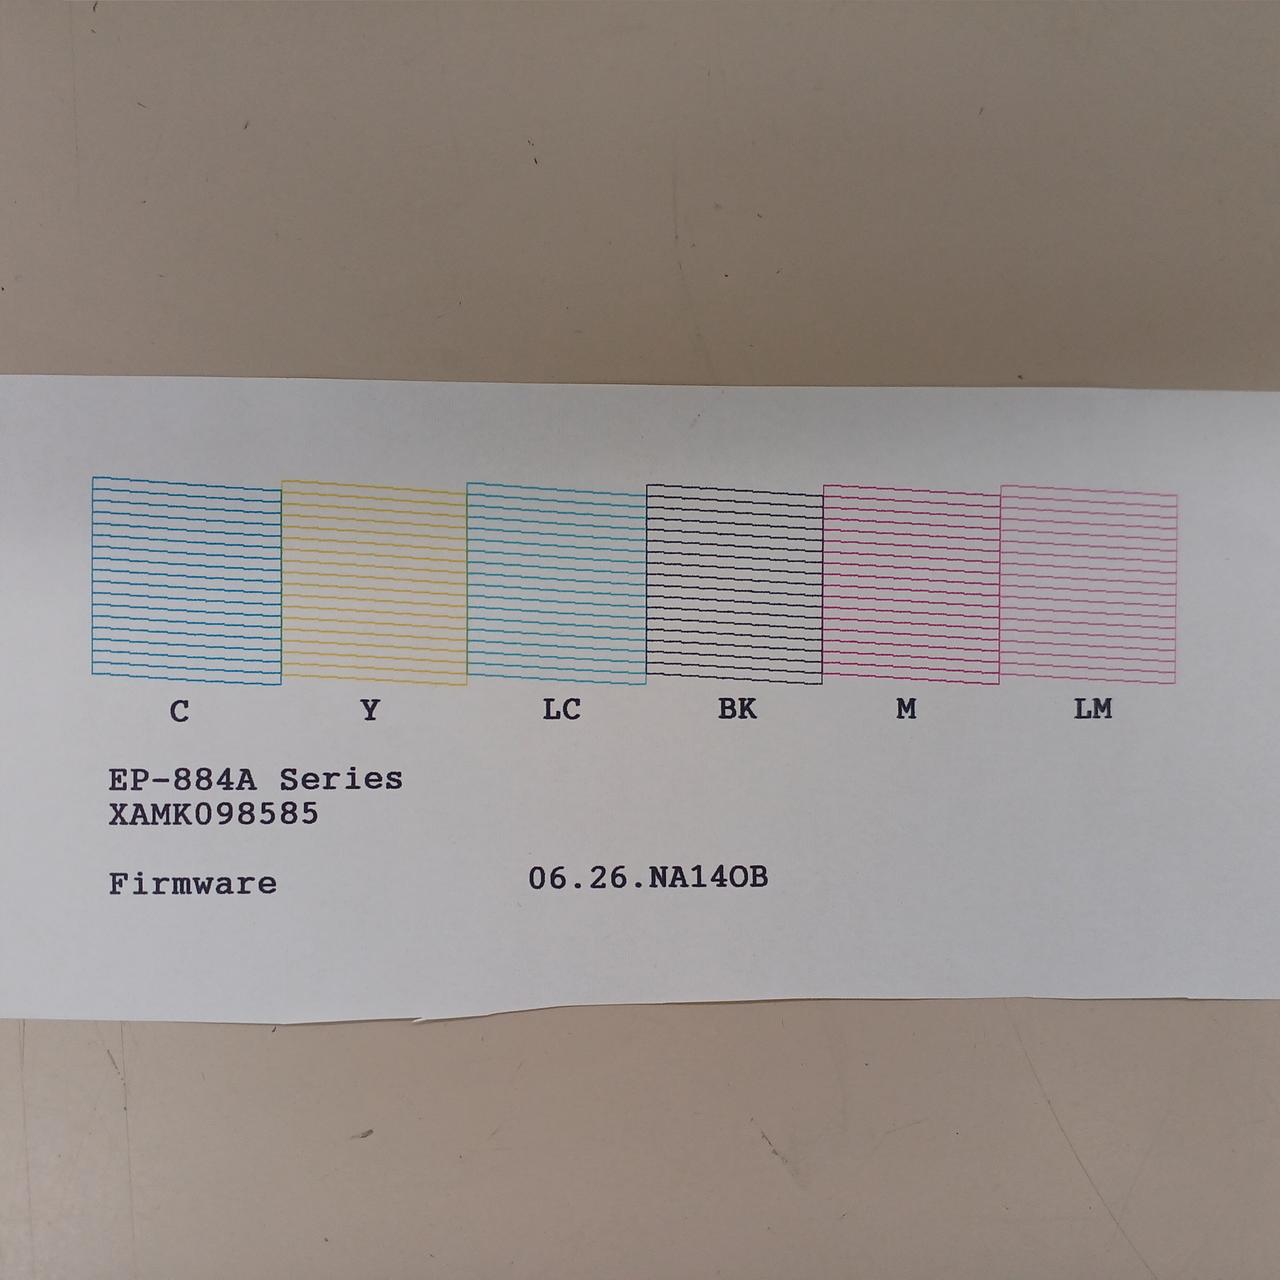 C Y LC BK M LM
EP-884A Series
XAMK098585
Firmware 06.26.NA14OB